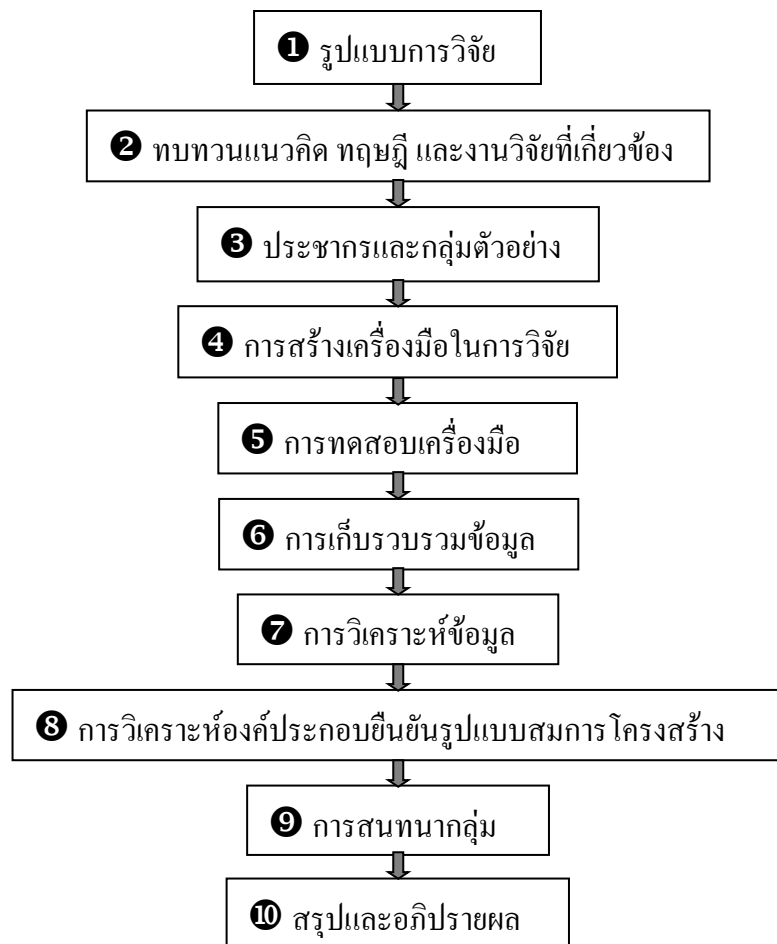 ❶ รูปแบบการวิจัย
❷ ทบทวนแนวคิด ทฤษฎี และงานวิจัยที่เกี่ยวข้อง
❸ ประชากรและกลุ่มตัวอย่าง
❹ การสร้างเครื่องมือในการวิจัย
❺ การทดสอบเครื่องมือ
❻ การเก็บรวบรวมข้อมูล
❼ การวิเคราะห์ข้อมูล
❽ การวิเคราะห์องค์ประกอบยืนยันรูปแบบสมการโครงสร้าง
❾ การสนทนากลุ่ม
❿ สรุปและอภิปรายผล